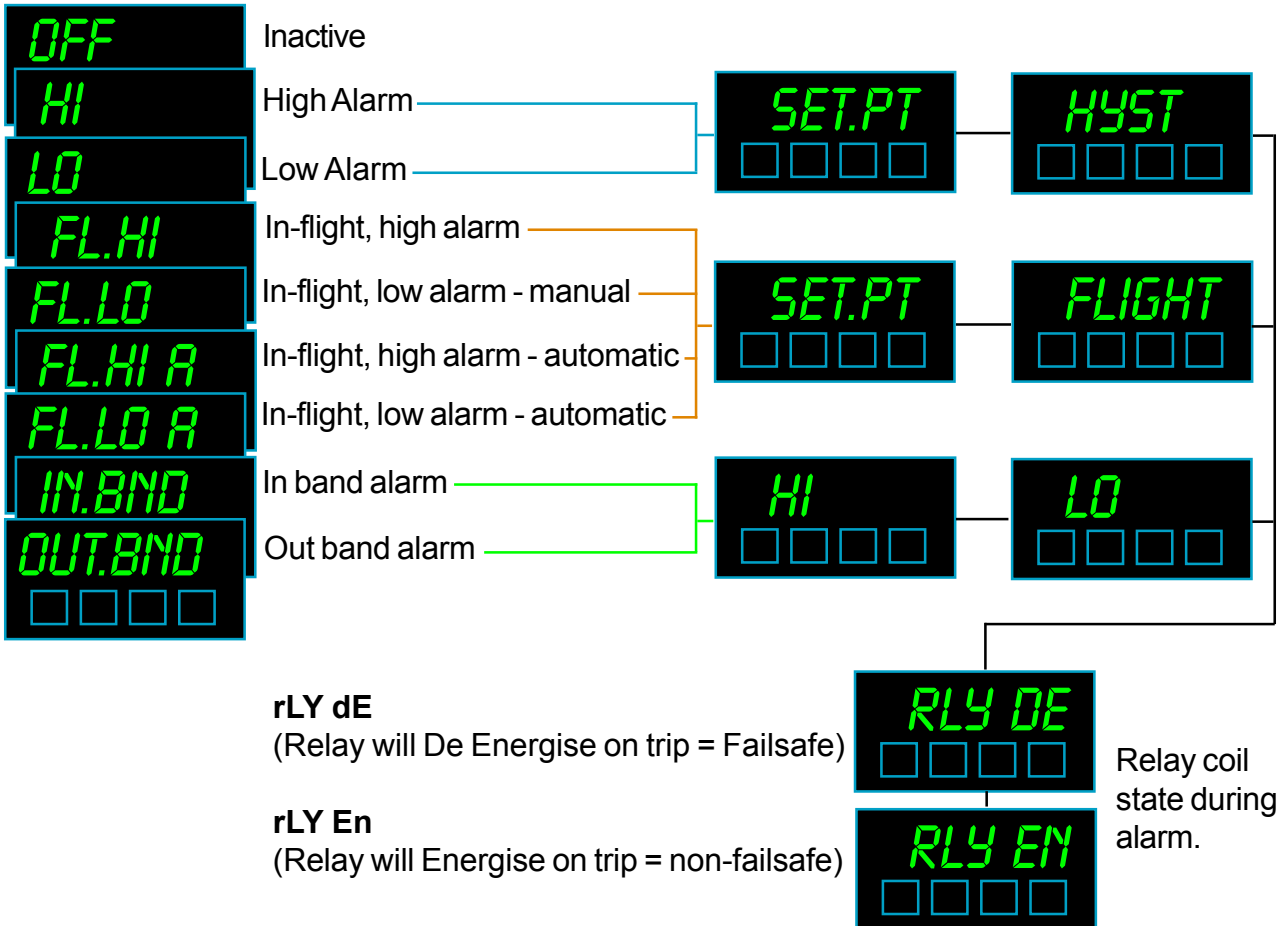 OFF
Inactive
HI
High Alarm
SET.PT
HYST
LO
Low Alarm
FL.HI
In-flight, high alarm
FL.LO
In-flight, low alarm - manual
SET.PT
FLIGHT
FL.HI A
In-flight, high alarm - automatic
FL.LO A
In-flight, low alarm - automatic
IN.BND
In band alarm
HI
LO
OUT.BND
Out band alarm
rLY dE
(Relay will De Energise on trip = Failsafe)
RLY DE
Relay coil
state during
alarm.
rLY En
(Relay will Energise on trip = non-failsafe)
RLY EN